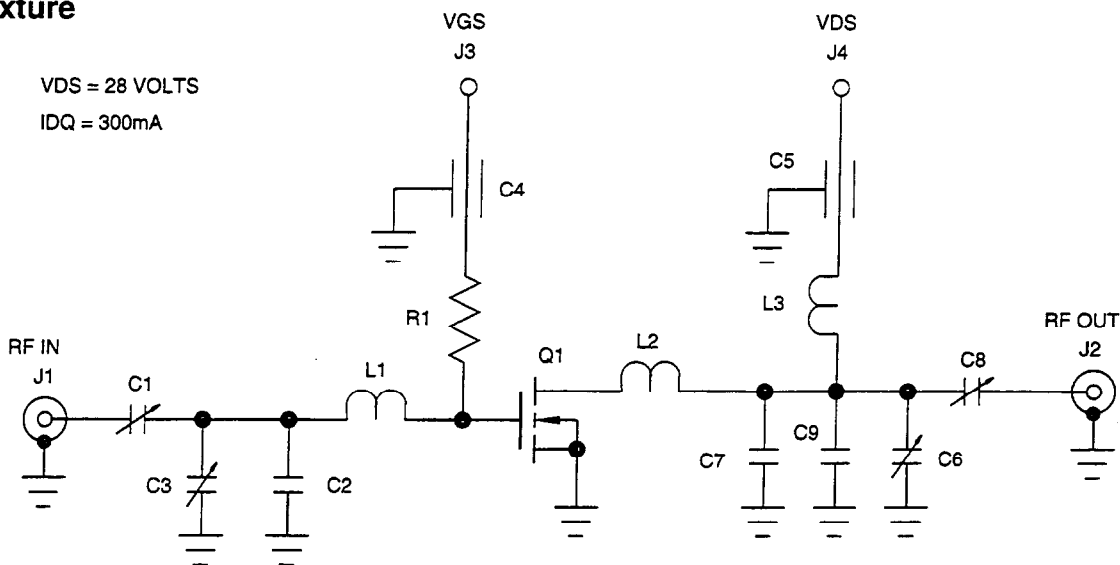 xture
VGS
J3
VDS
J4
VDS = 28 VOLTS
IDQ = 300mA
C4
C5
R1
L3
RF IN
J1
C1
L1
Q1
L2
C8
RF OUT
J2
C3
C2
C7
C9
C6